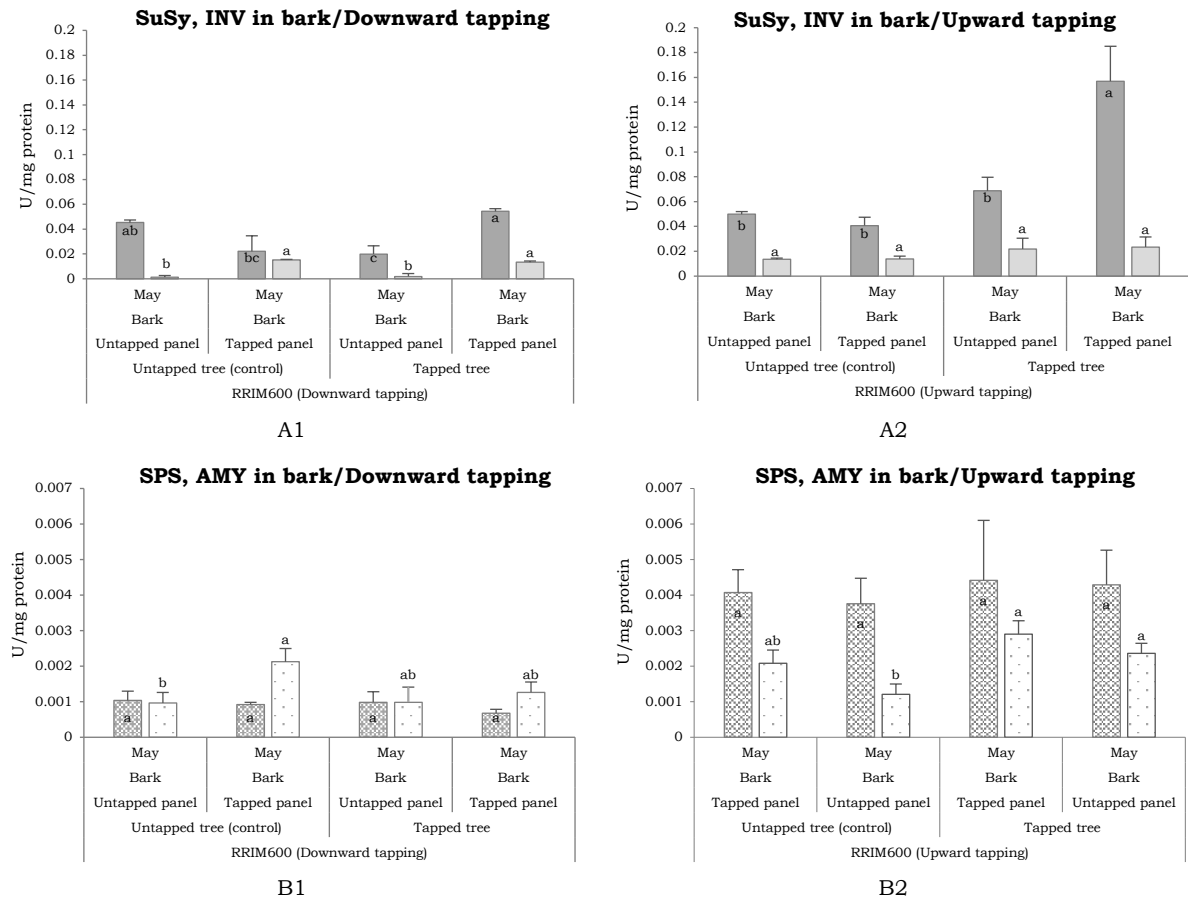 SuSy, INV in bark/Downward tapping
0.2
0.18
0.16
0.14
0.12
0.1
0.08
0.06
0.04
0.02
0
U/mg protein
ab
b
bc
a
c
b
a
a
May May May May
Bark Bark Bark Bark
Untapped panel Tapped panel Untapped panel Tapped panel
Untapped tree (control) Tapped tree
RRIM600 (Downward tapping)
A1
SuSy, INV in bark/Upward tapping
0.2
0.18
0.16
0.14
0.12
0.1
0.08
0.06
0.04
0.02
0
U/mg protein
b
a
b
a
b
a
a
a
May May May May
Bark Bark Bark Bark
Untapped panel Tapped panel Untapped panel Tapped panel
Untapped tree (control) Tapped tree
RRIM600 (Upward tapping)
A2
SPS, AMY in bark/Downward tapping
0.007
0.006
0.005
0.004
0.003
0.002
0.001
0
U/mg protein
a
b
a
a
a
ab
a
ab
May May May May
Bark Bark Bark Bark
Untapped panel Tapped panel Untapped panel Tapped panel
Untapped tree (control) Tapped tree
RRIM600 (Downward tapping)
B1
SPS, AMY in bark/Upward tapping
0.007
0.006
0.005
0.004
0.003
0.002
0.001
0
U/mg protein
a
ab
a
b
a
a
a
a
May May May May
Bark Bark Bark Bark
Tapped panel Untapped panel Tapped panel Untapped panel
Untapped tree (control) Tapped tree
RRIM600 (Upward tapping)
B2